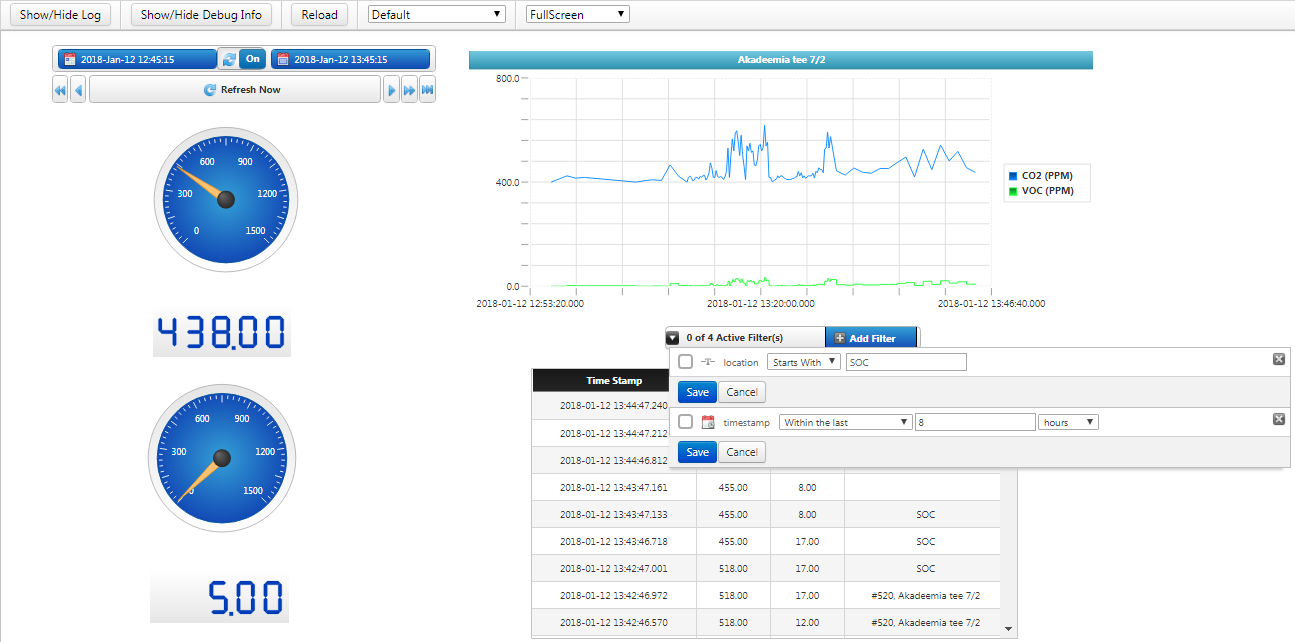 Show/Hide Log Show/Hide Debug Info Reload Default FullScreen
2018-Jan-12 12:45:15 On 2018-Jan-12 13:45:15
Refresh Now
600 900
300 1200
0 1500
438.00
600 900
300 1200
0 1500
5.00
Akadeemia tee 7/2
800.0
400.0
0.0
2018-01-12 12:53:20.000 2018-01-12 13:20:00.000 2018-01-12 13:46:40.000
CO2 (PPM)
VOC (PPM)
0 of 4 Active Filter(s) Add Filter
location Starts With SOC
Save Cancel
timestamp Within the last 8 hours
Save Cancel
Time Stamp
2018-01-12 13:44:47.240
2018-01-12 13:44:47.212
2018-01-12 13:44:46.812
2018-01-12 13:43:47.161 455.00 8.00
2018-01-12 13:43:47.133 455.00 8.00 SOC
2018-01-12 13:43:46.718 455.00 17.00 SOC
2018-01-12 13:42:47.001 518.00 17.00 SOC
2018-01-12 13:42:46.972 518.00 17.00 #520, Akadeemia tee 7/2
2018-01-12 13:42:46.570 518.00 12.00 #520, Akadeemia tee 7/2